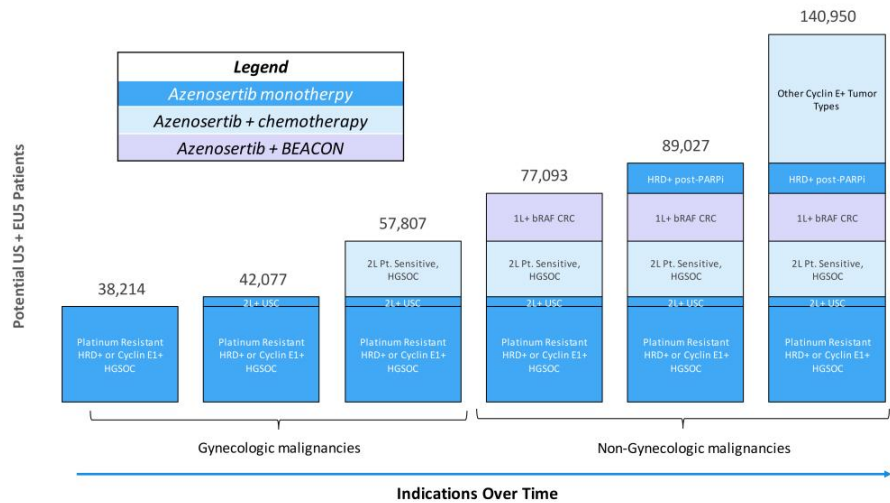 140,950
Legend
Azenosertib monotherpy
Azenosertib + chemotherapy
Azenosertib + BEACON
Other Cyclin E+ Tumor
Types
89,027
77,093
HRD+ post-PARPi
HRD+ post-PARPi
57,807
1L+ bRAF CRC
1L+ bRAF CRC
1L+ bRAF CRC
38,214
42,077
2L Pt. Sensitive,
HGSOC
2L Pt. Sensitive,
HGSOC
2L Pt. Sensitive,
HGSOC
2L Pt. Sensitive,
HGSOC
2L+ USC
2L+ USC
2L+ USC
2L+ USC
2L+ USC
Platinum Resistant
HRD+ or Cyclin E1+
HGSOC
Platinum Resistant
HRD+ or Cyclin E1+
HGSOC
Platinum Resistant
HRD+ or Cyclin E1+
HGSOC
Platinum Resistant
HRD+ or Cyclin E1+
HGSOC
Platinum Resistant
HRD+ or Cyclin E1+
HGSOC
Platinum Resistant
HRD+ or Cyclin E1+
HGSOC
Potential US + EU5 Patients
Gynecologic malignancies
Non-Gynecologic malignancies
Indications Over Time